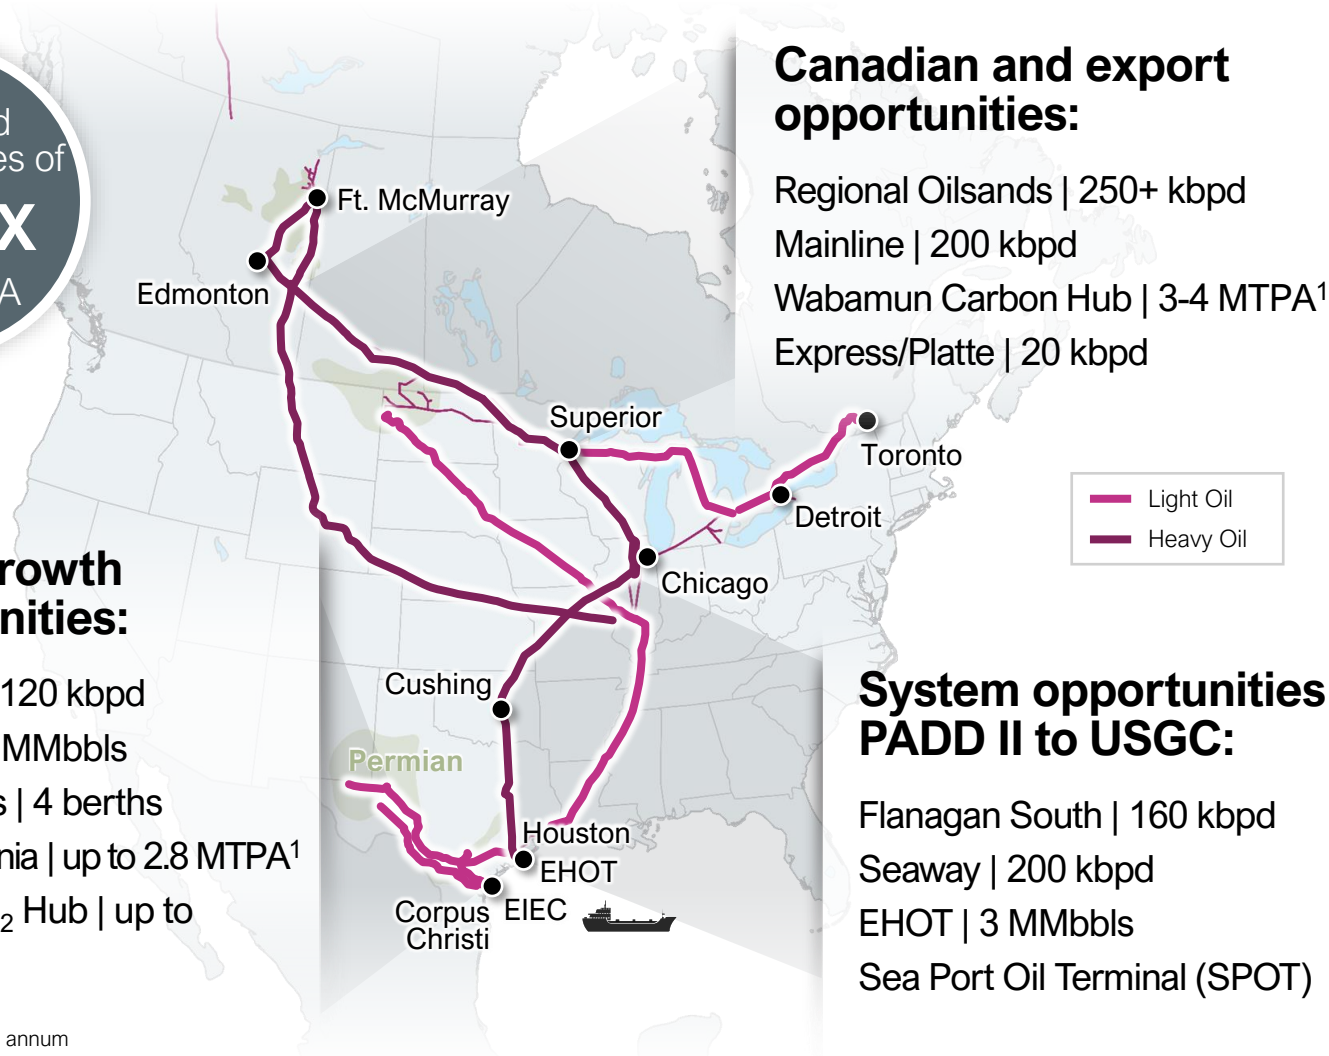 Canadian and export
opportunities:
Regional Oilsands | 250+ kbpd
Mainline | 200 kbpd
Wabamun Carbon Hub | 3-4 MTPA¹
Express/Platte | 20 kbpd
es of
x
A
Ft. McMurray
Edmonton
Superior
Toronto
Detroit
Chicago
Light Oil
Heavy Oil
rowth
nities:
120 kbpd
MMbbls
s | 4 berths
nia | up to 2.8 MTPA¹
₂ Hub | up to
Cushing
Permian
Houston
EHOT
Corpus
Christi
EIEC
System opportunities
PADD II to USGC:
Flanagan South | 160 kbpd
Seaway | 200 kbpd
EHOT | 3 MMbbls
Sea Port Oil Terminal (SPOT)
annum